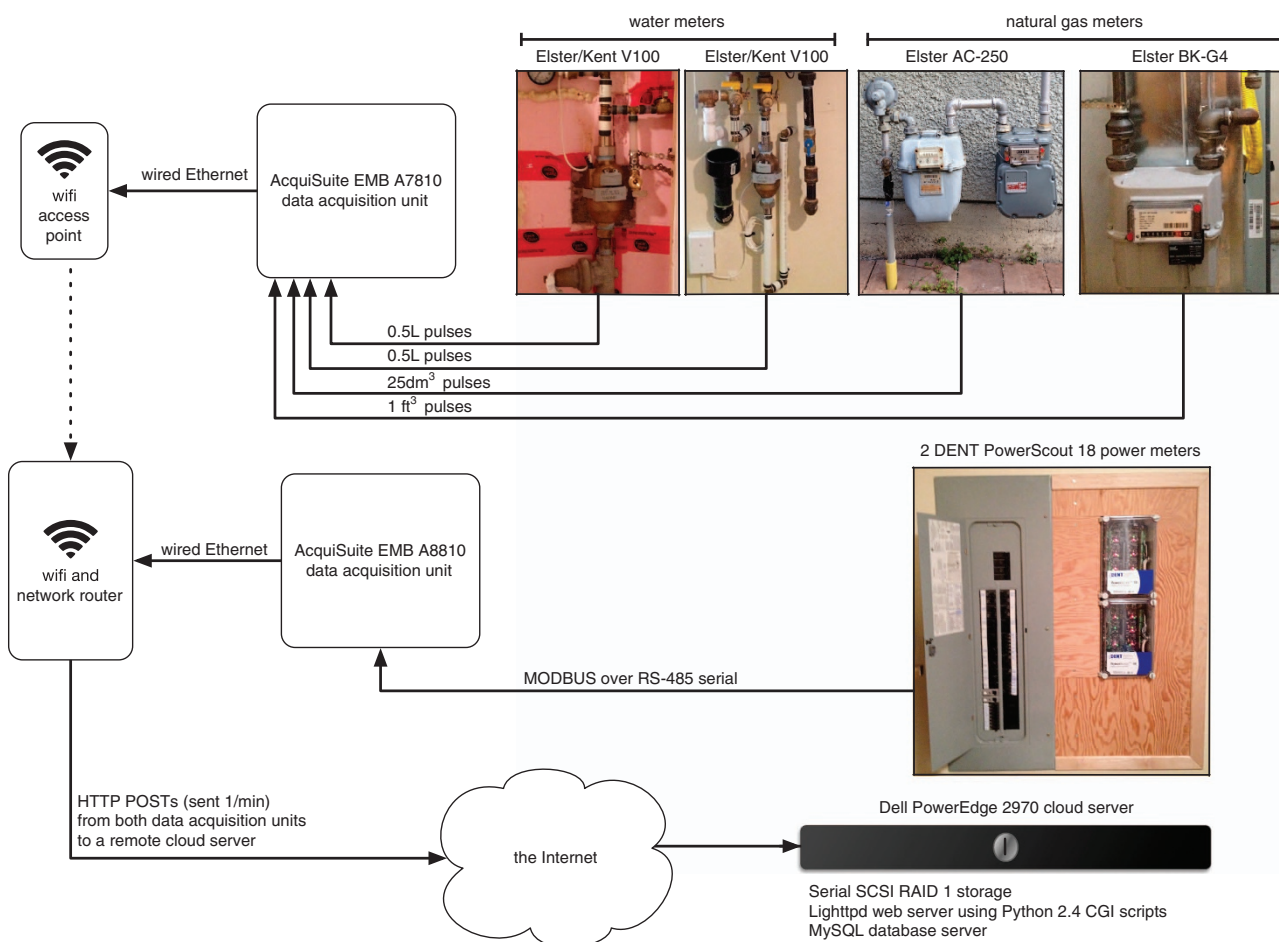 water meters
natural gas meters
Elster/Kent V100
Elster/Kent V100
Elster AC-250
Elster BK-G4
wifi
access
point
wired Ethernet
AcquiSuite EMB A7810
data acquisition unit
0.5L pulses
0.5L pulses
25dm³ pulses
1 ft³ pulses
2 DENT PowerScout 18 power meters
wifi and
network router
wired Ethernet
AcquiSuite EMB A8810
data acquisition unit
DENT
DENT
MODBUS over RS-485 serial
HTTP POSTs (sent 1/min)
from both data acquisition units
to a remote cloud server
the Internet
Dell PowerEdge 2970 cloud server
Serial SCSI RAID 1 storage
Lighttpd web server using Python 2.4 CGI scripts
MySQL database server